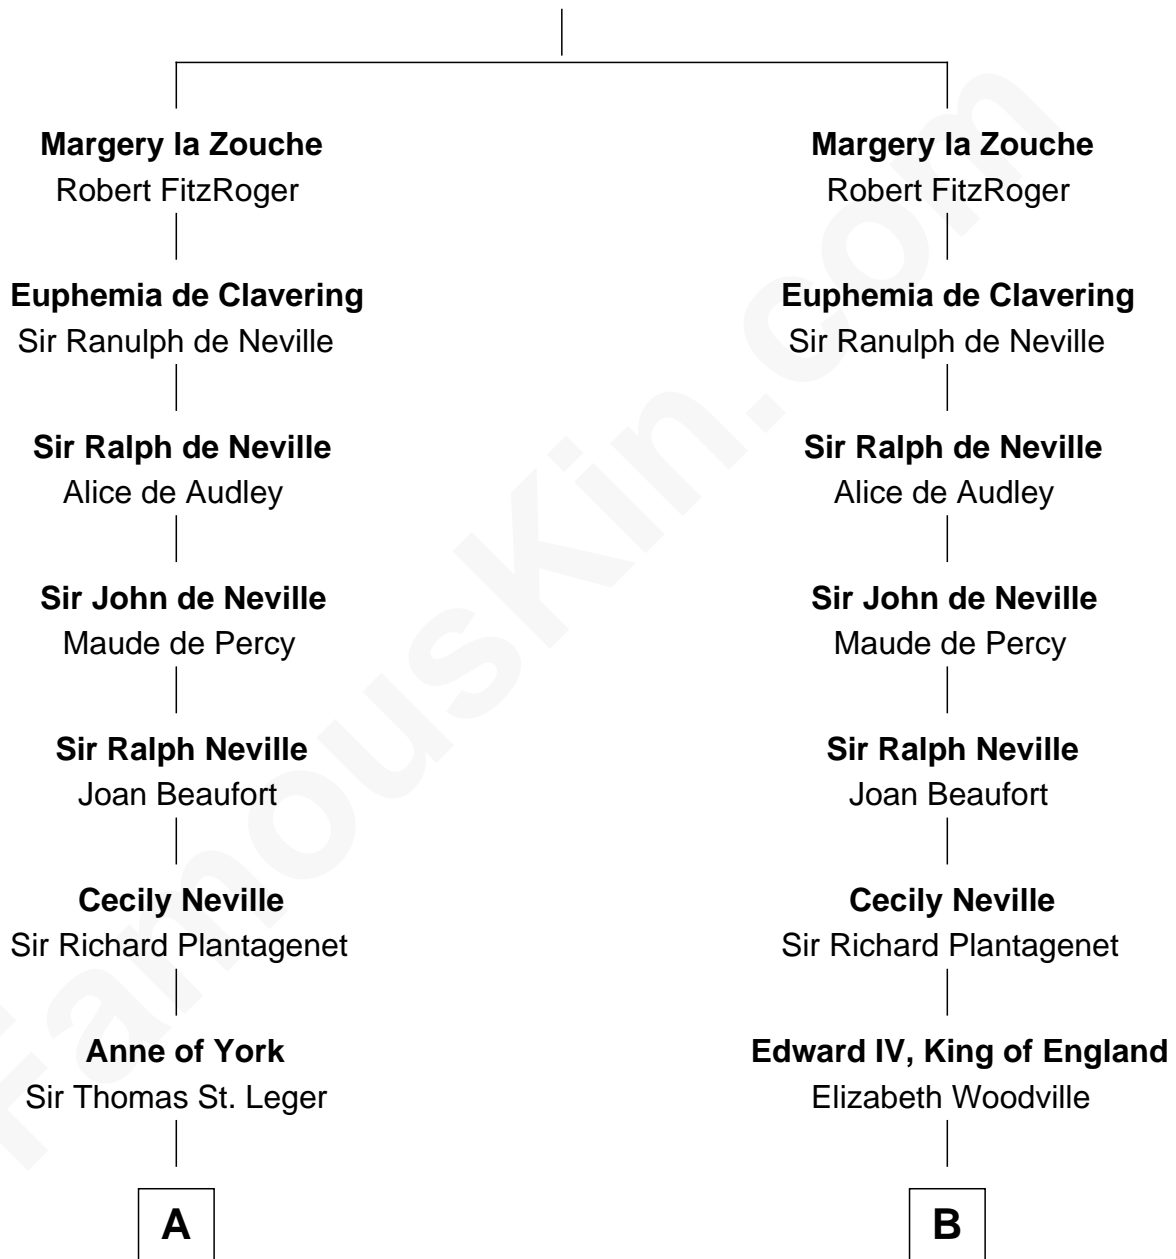 Margery la Zouche
Robert FitzRoger
Euphemia de Clavering
Sir Ranulph de Neville
Sir Ralph de Neville
Alice de Audley
Sir John de Neville
Maude de Percy
Sir Ralph Neville
Joan Beaufort
Cecily Neville
Sir Richard Plantagenet
Anne of York
Sir Thomas St. Leger
A
Margery la Zouche
Robert FitzRoger
Euphemia de Clavering
Sir Ranulph de Neville
Sir Ralph de Neville
Alice de Audley
Sir John de Neville
Maude de Percy
Sir Ralph Neville
Joan Beaufort
Cecily Neville
Sir Richard Plantagenet
Edward IV, King of England
Elizabeth Woodville
B
FamousKin.com